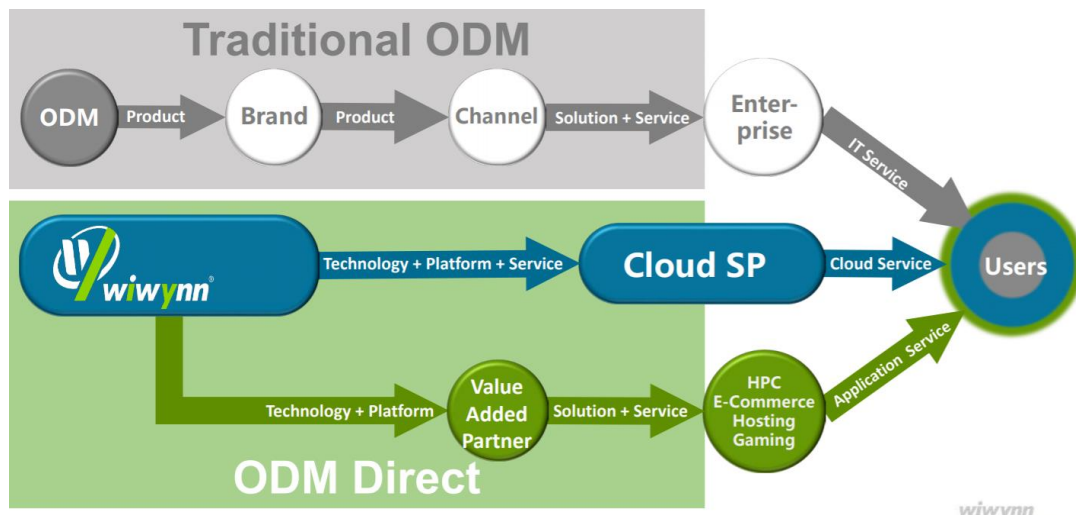 Traditional ODM
ODM
Product
Brand
Product
Channel
Solution + Service
Enter-
prise
IT Service
wiwynn®
Technology + Platform + Service
Cloud SP
Cloud Service
Users
Technology + Platform
Value
Added
Partner
Solution + Service
HPC
E-Commerce
Hosting
Gaming
Application Service
ODM Direct
wiwynn